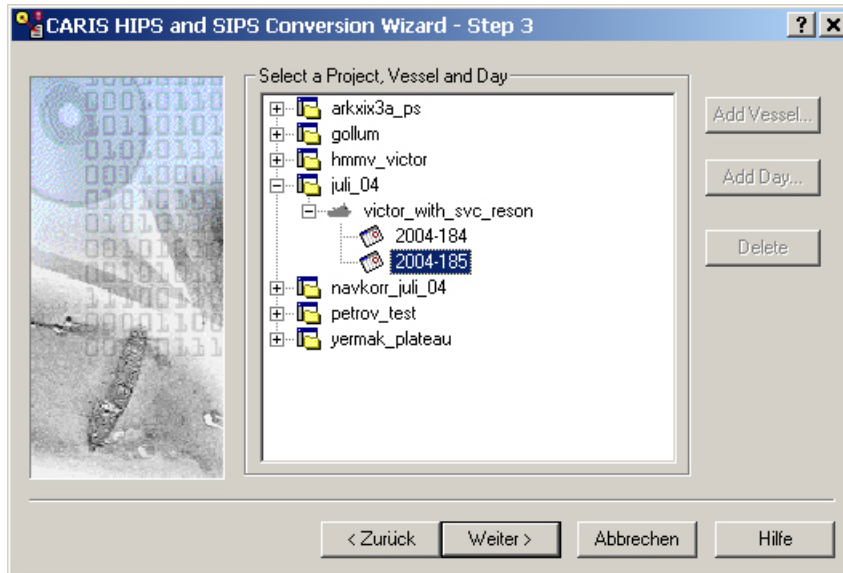 CARIS HIPS and SIPS Conversion Wizard - Step 3
Select a Project, Vessel and Day
arkxix3a_ps
gollum
hmmv_victor
juli_04
victor_with_svc_reson
2004-184
2004-185
navkorr_juli_04
petrov_test
yermak_plateau
Add Vessel...
Add Day...
Delete
< Zurück
Weiter >
Abbrechen
Hilfe